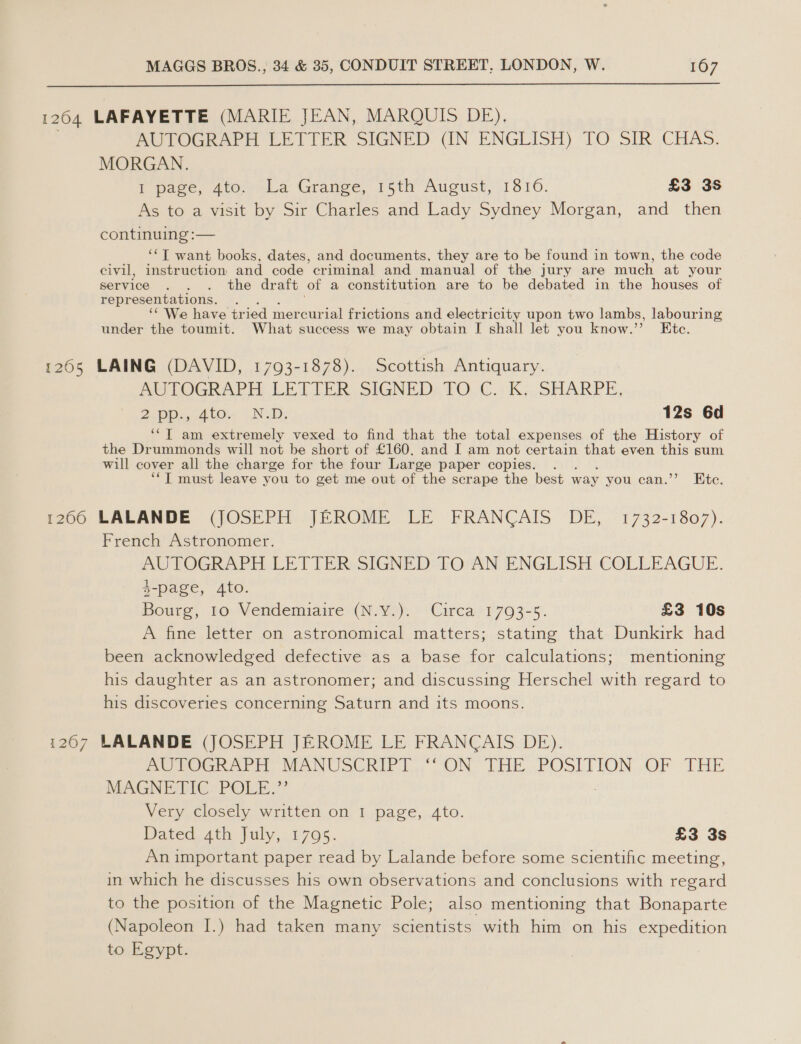 MAGGS BROS., 34 & 35, CONDUIT STREET, LONDON, W. 167
1264 LAFAYETTE (MARIE JEAN, MARQUIS DE).
AUTOGRAPH LETTER SIGNED (IN ENGLISH) TO SIR CHAS.
MORGAN.
1 page, 4to. La Grange, 15th August, 1816. £3 3s
As to a visit by Sir Charles and Lady Sydney Morgan, and then
continuing:—
“I want books, dates, and documents, they are to be found in town, the code
civil, instruction and code criminal and manual of the jury are much at your
service . . . the draft of a constitution are to be debated in the houses of
representations. . . .
“We have tried mercurial frictions and electricity upon two lambs, labouring
under the toumit. What success we may obtain I shall let you know.” Etc.
1265 LAING (DAVID, 1793-1878). Scottish Antiquary.
AUTOGRAPH LETTER SIGNED TO C. K. SHARPE,
2 pp., 4to. N.D. 12s 6d
“I am extremely vexed to find that the total expenses of the History of
the Drummonds will not be short of £160, and I am not certain that even this sum
will cover all the charge for the four Large paper copies. . . .
“I must leave you to get me out of the scrape the best way you can.” Etc.
1266 LALANDE (JOSEPH JÉROME LE FRANÇAIS DE, 1732-1807).
French Astronomer.
AUTOGRAPH LETTER SIGNED TO AN ENGLISH COLLEAGUE.
¾-page, 4to.
Bourg, 10 Vendemiaire (N.Y.). Circa 1793-5. £3 10s
A fine letter on astronomical matters; stating that Dunkirk had
been acknowledged defective as a base for calculations; mentioning
his daughter as an astronomer; and discussing Herschel with regard to
his discoveries concerning Saturn and its moons.
1267 LALANDE (JOSEPH JÉROME LE FRANÇAIS DE).
AUTOGRAPH MANUSCRIPT “ON THE POSITION OF THE
MAGNETIC POLE.”
Very closely written on 1 page, 4to.
Dated 4th July, 1795. £3 3s
An important paper read by Lalande before some scientific meeting,
in which he discusses his own observations and conclusions with regard
to the position of the Magnetic Pole; also mentioning that Bonaparte
(Napoleon I.) had taken many scientists with him on his expedition
to Egypt.